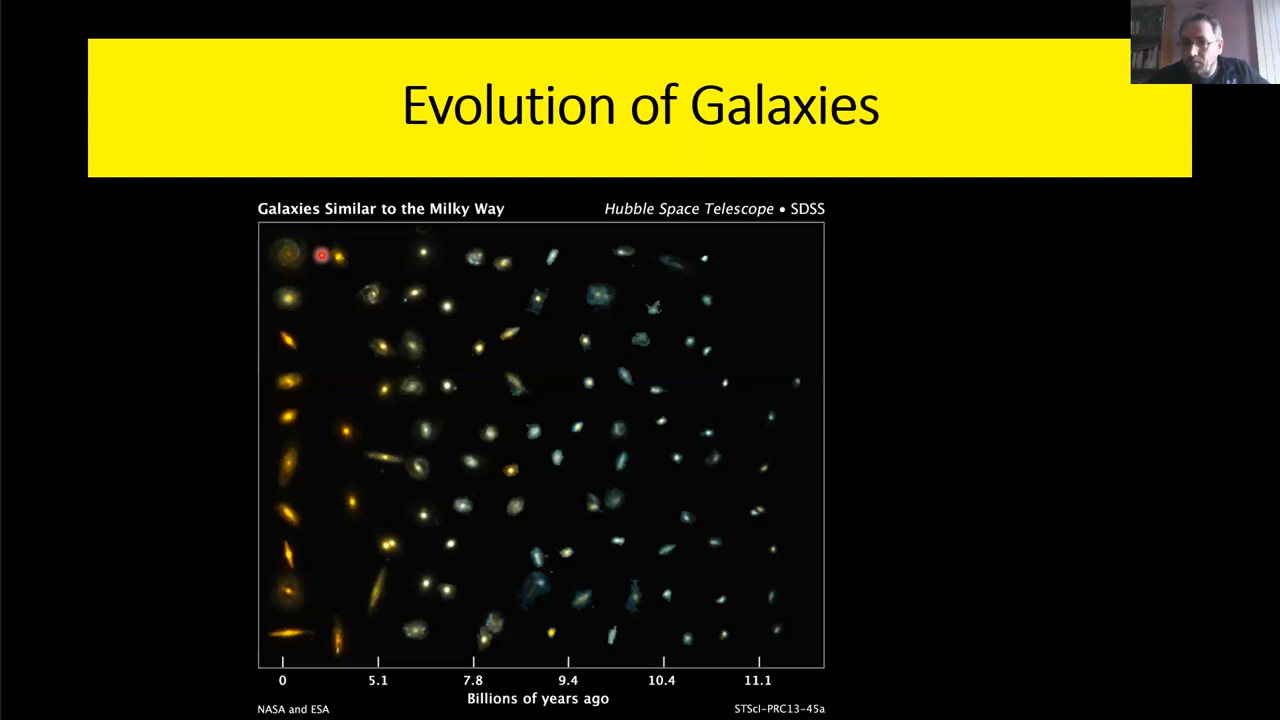 Evolution of Galaxies
Galaxies Similar to the Milky Way
Hubble Space Telescope • SDSS
0 5.1 7.8 9.4 10.4 11.1
Billions of years ago
NASA and ESA
STScI-PRC13-45a